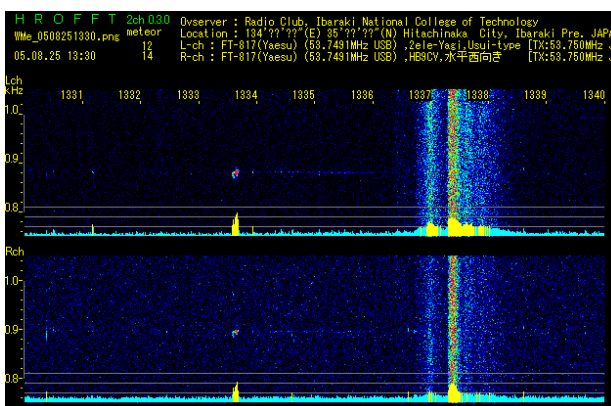 H R O F F T 2ch 0.3.0
WMe_0508251330.png meteor
12
05.08.25 13:30 14
Ovserver : Radio Club, Ibaraki National College of Technology
Location : 134°??'??"(E) 35°??'??"(N) Hitachinaka City, Ibaraki Pre. JAPA
L-ch : FT-817(Yaesu) (53.7491MHz USB) ,2ele-Yagi,Usui-type [TX:53.750MHz J
R-ch : FT-817(Yaesu) (53.7491MHz USB) ,HB9CV,水平西向き [TX:53.750MHz J
Lch
kHz 1331 1332 1333 1334 1335 1336 1337 1338 1339 1340
1.0
0.9
0.8
Rch
1.0
0.9
0.8